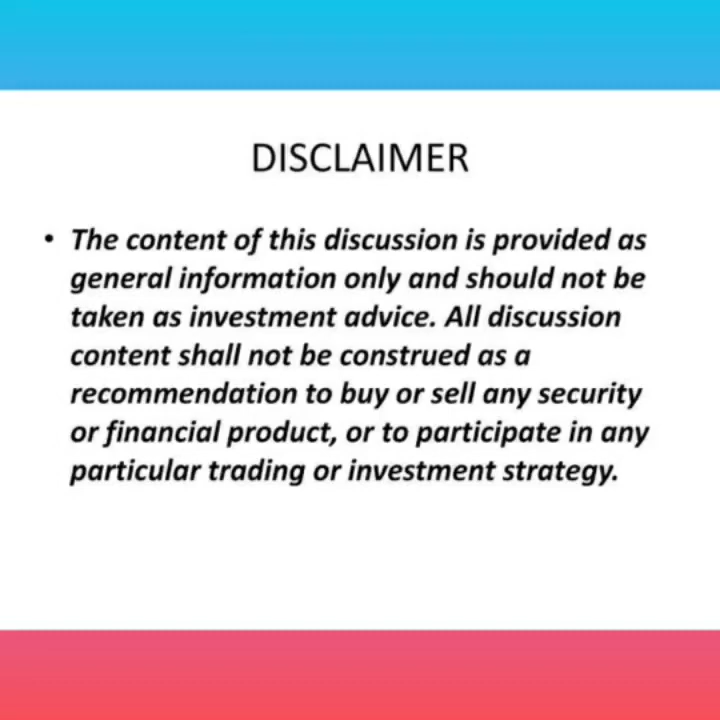 DISCLAIMER
• The content of this discussion is provided as
general information only and should not be
taken as investment advice. All discussion
content shall not be construed as a
recommendation to buy or sell any security
or financial product, or to participate in any
particular trading or investment strategy.